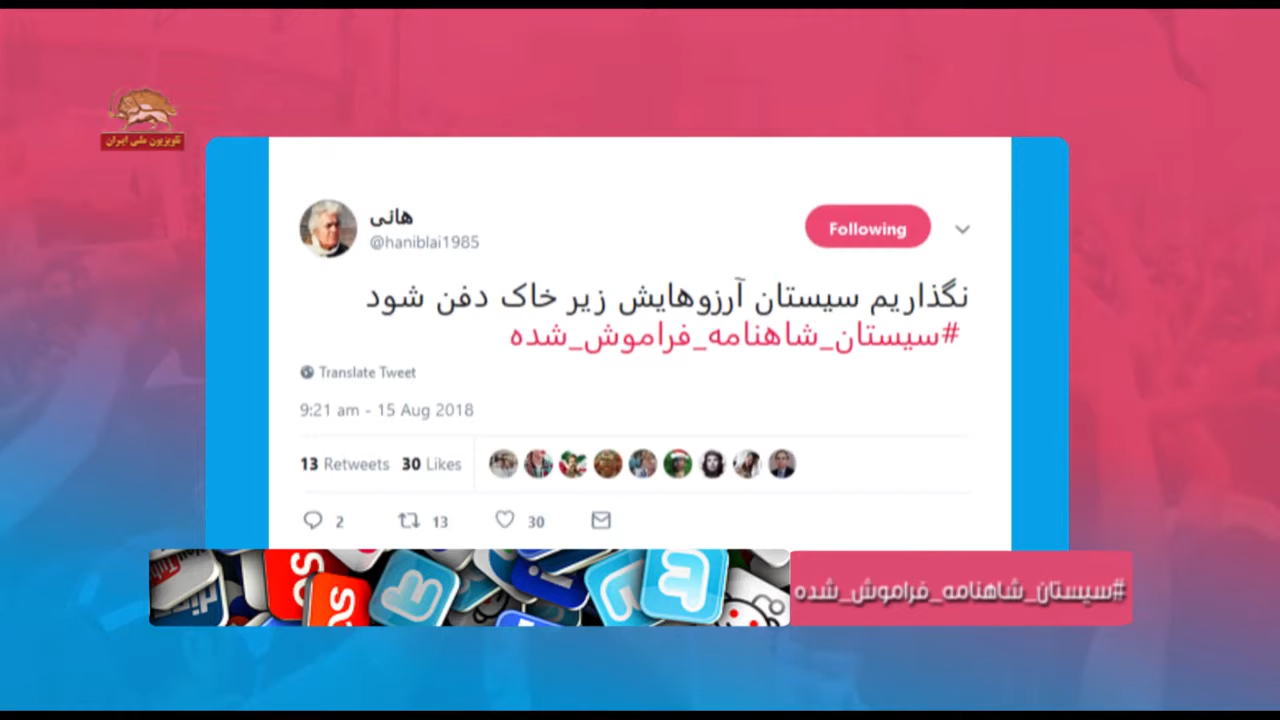 تلویزیون ملی ایران
هانی
@haniblai1985
Following
نگذاریم سیستان آرزوهایش زیر خاک دفن شود
#سیستان_شاهنامه_فراموش_شده
Translate Tweet
9:21 am - 15 Aug 2018
13 Retweets 30 Likes
2 13 30
#سیستان_شاهنامه_فراموش_شده